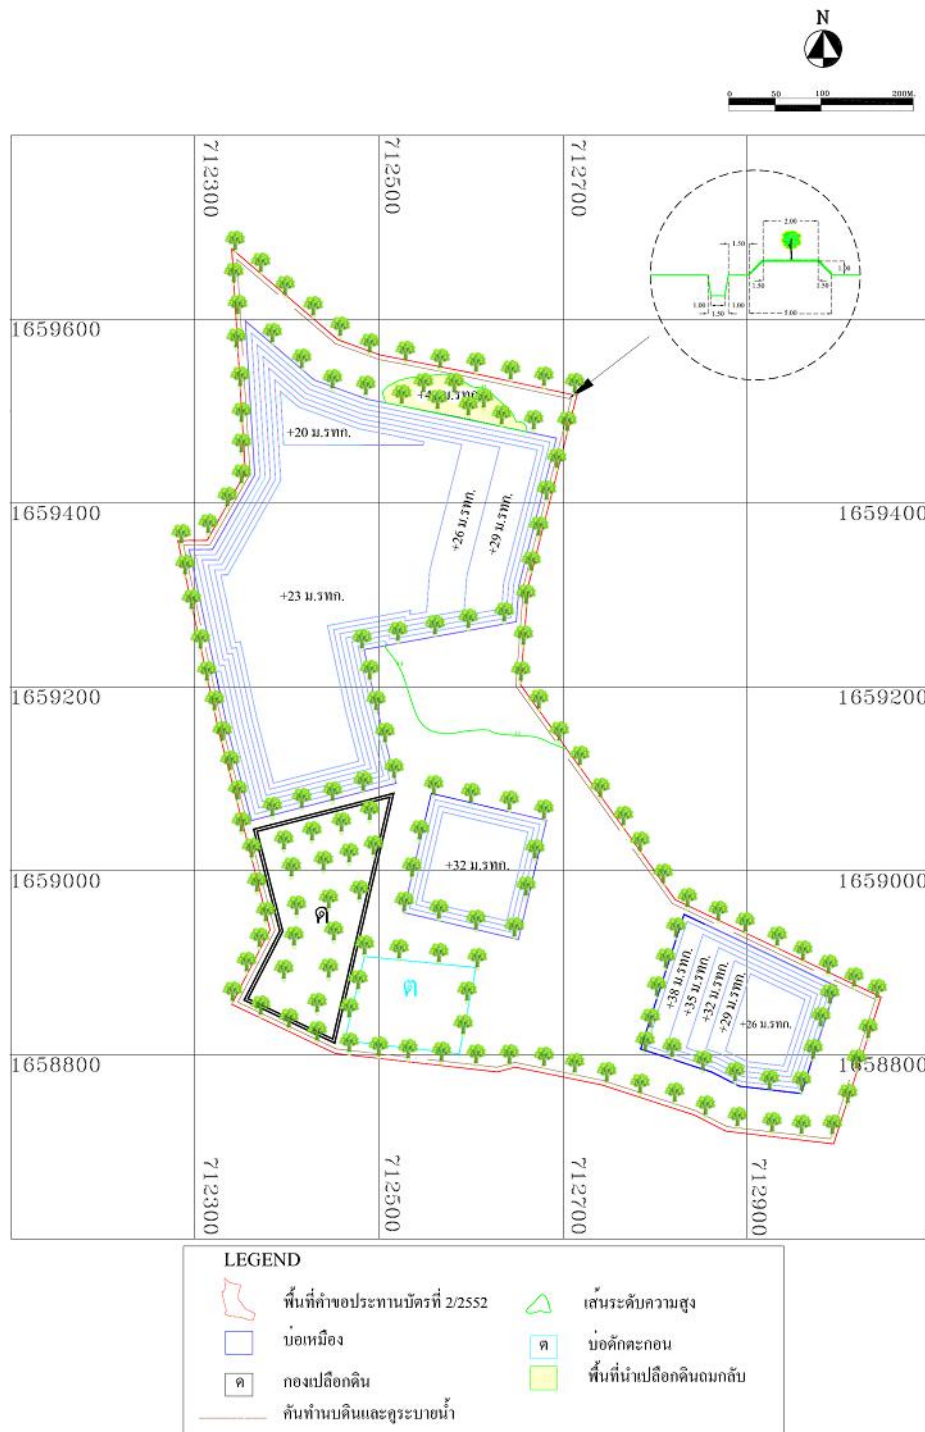 N
0 50 100 200M.
712300 712500 712700
2.00
1.50
1.50 1.50
1.00 1.00
1.50 5.00
1659600
+20 ม.รทก.
1659400 1659400
+26 ม.รทก.
+29 ม.รทก.
+23 ม.รทก.
1659200 1659200
1659000 1659000
+32 ม.รทก.
ด
ต
+38 ม.รทก.
+35 ม.รทก.
+32 ม.รทก.
+29 ม.รทก.
+26 ม.รทก.
1658800 1658800
712300 712500 712700 712900
LEGEND
พื้นที่คำขอประทานบัตรที่ 2/2552
เส้นระดับความสูง
บ่อเหมือง
ต บ่อดักตะกอน
ด กองเปลือกดิน
พื้นที่นำเปลือกดินถมกลับ
คันทำนบดินและคูระบายน้ำ